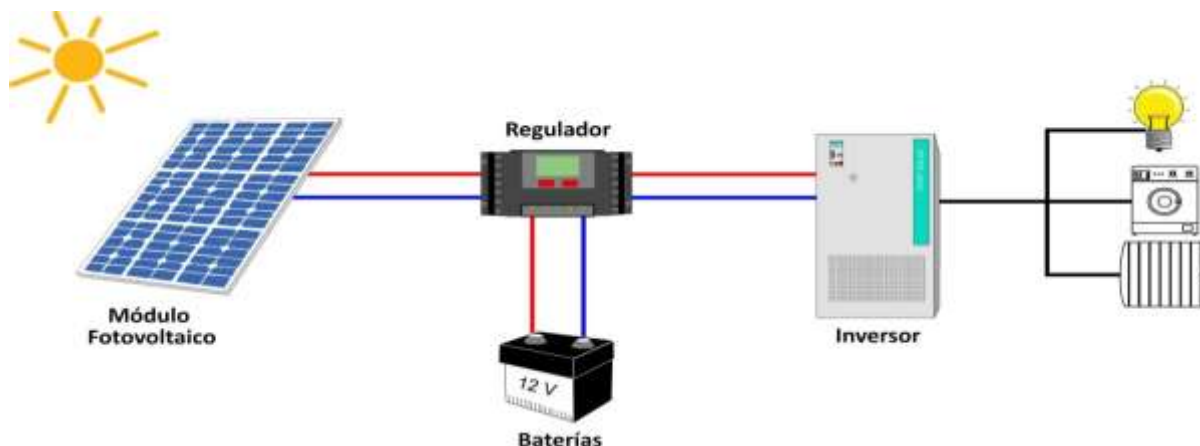 Regulador
Módulo
Fotovoltaico
12 V
Baterías
Inversor